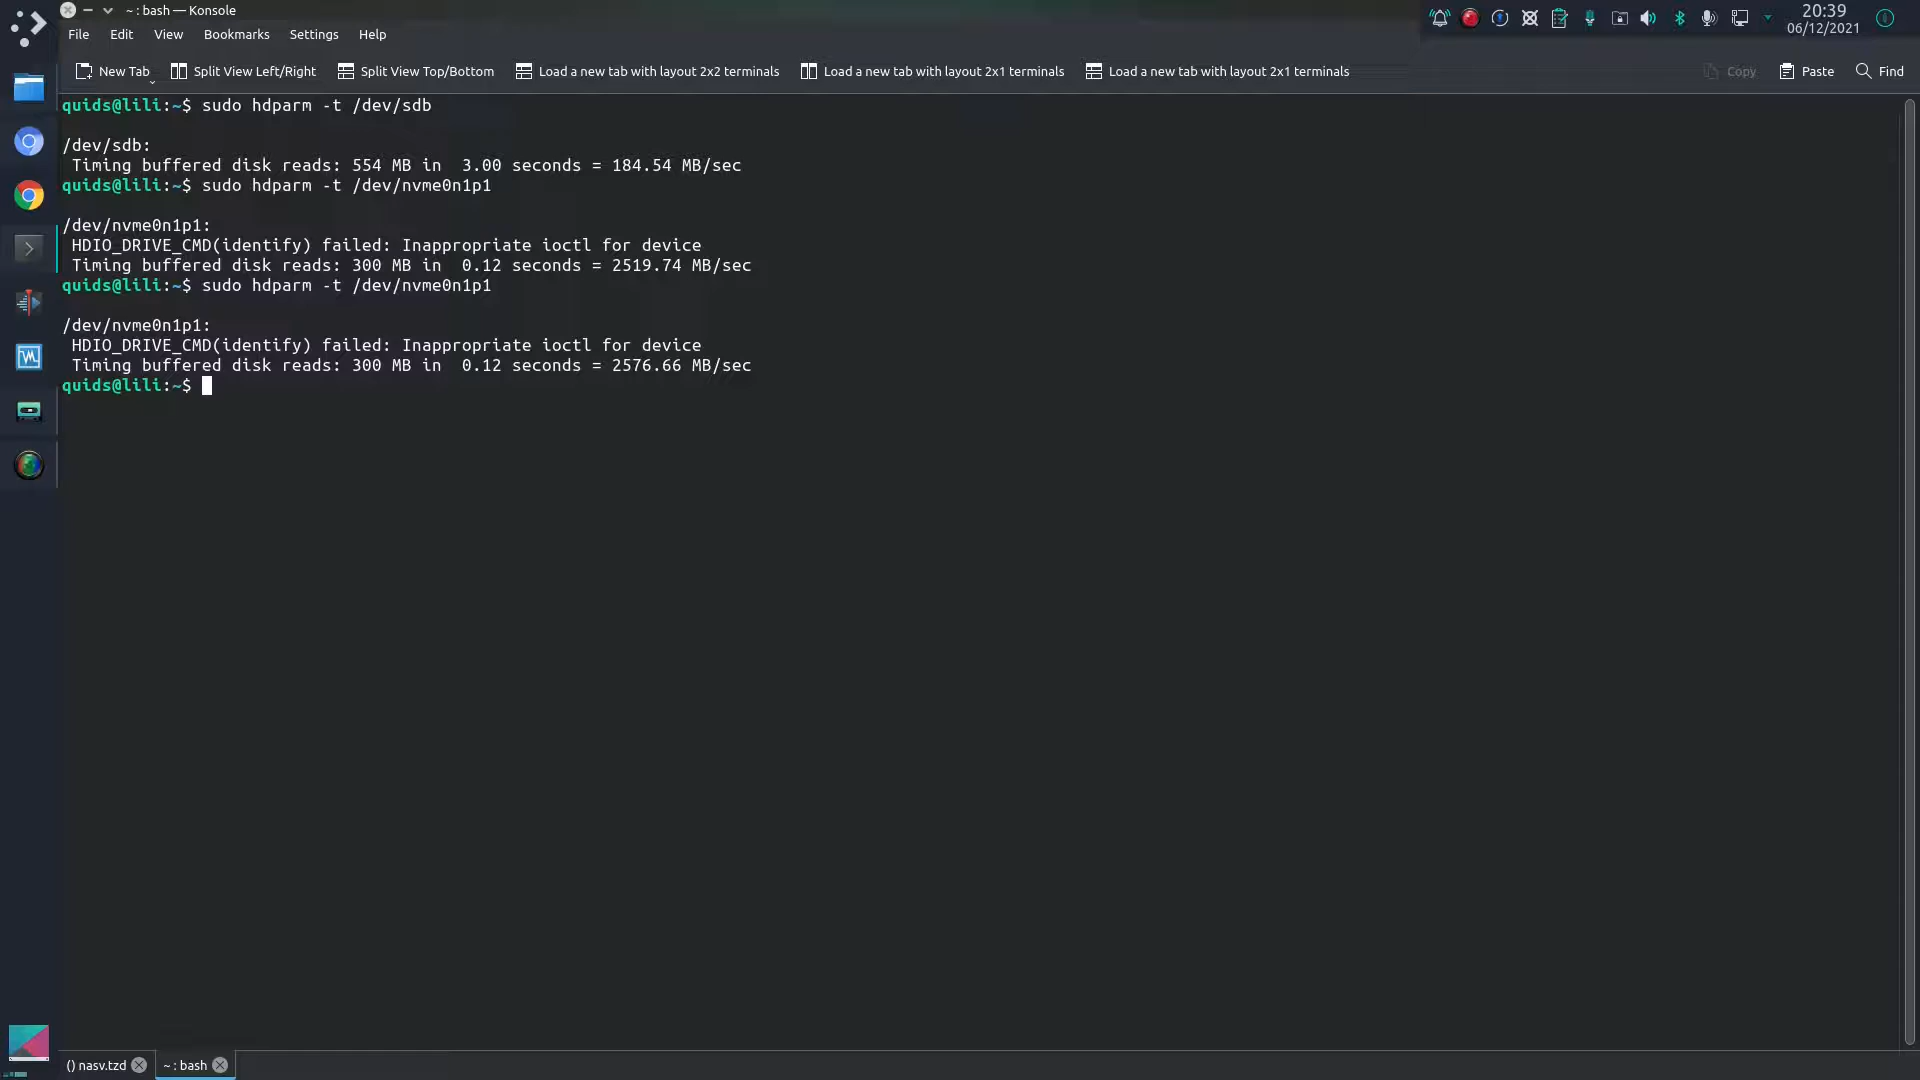 ~ : bash — Konsole
20:39
06/12/2021
File Edit View Bookmarks Settings Help
New Tab Split View Left/Right Split View Top/Bottom Load a new tab with layout 2x2 terminals Load a new tab with layout 2x1 terminals Load a new tab with layout 2x1 terminals Copy Paste Find
quids@lili:~$ sudo hdparm -t /dev/sdb
/dev/sdb:
Timing buffered disk reads: 554 MB in  3.00 seconds = 184.54 MB/sec
quids@lili:~$ sudo hdparm -t /dev/nvme0n1p1
/dev/nvme0n1p1:
HDIO_DRIVE_CMD(identify) failed: Inappropriate ioctl for device
Timing buffered disk reads: 300 MB in  0.12 seconds = 2519.74 MB/sec
quids@lili:~$ sudo hdparm -t /dev/nvme0n1p1
/dev/nvme0n1p1:
HDIO_DRIVE_CMD(identify) failed: Inappropriate ioctl for device
Timing buffered disk reads: 300 MB in  0.12 seconds = 2576.66 MB/sec
quids@lili:~$
() nasv.tzd ~ : bash